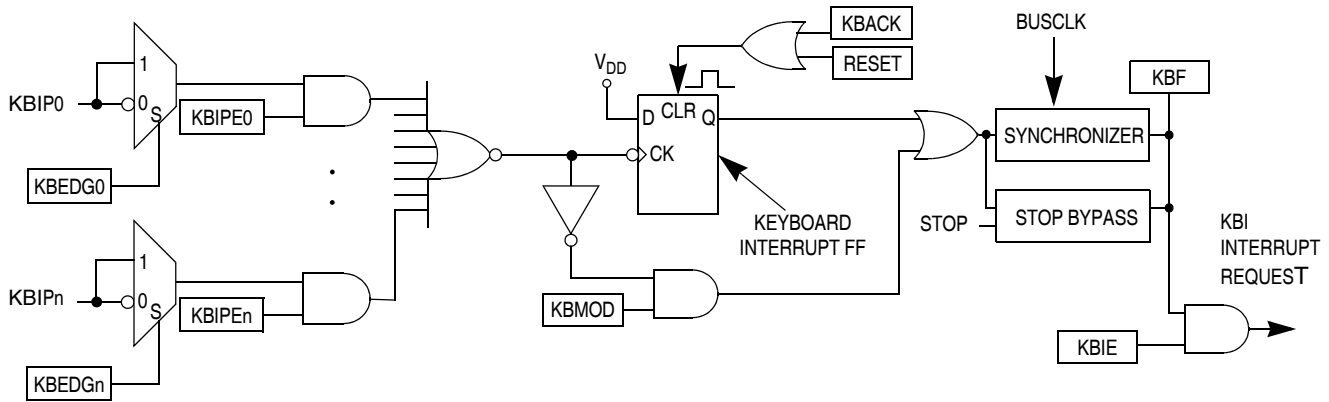 KBACK
RESET
BUSCLK
VDD
KBF
1
KBIP0
0
S
KBIPE0
KBEDG0
D CLR Q
CK
SYNCHRONIZER
STOP BYPASS
STOP
KEYBOARD
INTERRUPT FF
KBI
INTERRUPT
REQUEST
1
KBIPn
0
S
KBIPEn
KBMOD
KBIE
KBEDGn